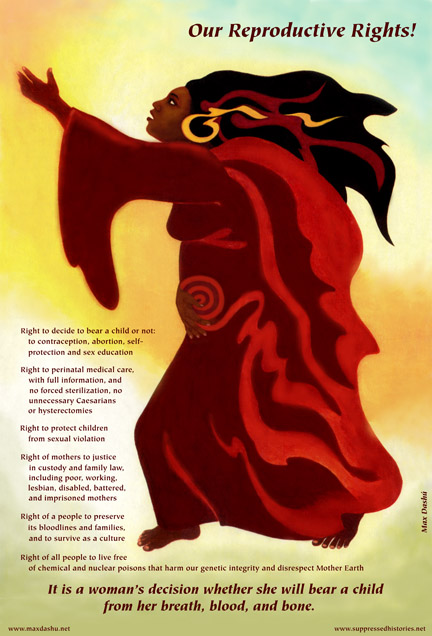 Our Reproductive Rights!
Right to decide to bear a child or not:
to contraception, abortion, self-
protection and sex education
Right to perinatal medical care,
with full information, and
no forced sterilization, no
unnecessary Caesarians
or hysterectomies
Right to protect children
from sexual violation
Right of mothers to justice
in custody and family law,
including poor, working,
lesbian, disabled, battered,
and imprisoned mothers
Right of a people to preserve
its bloodlines and families,
and to survive as a culture
Right of all people to live free
of chemical and nuclear poisons that harm our genetic integrity and disrespect Mother Earth
Max Dashú
It is a woman's decision whether she will bear a child
from her breath, blood, and bone.
www.maxdashu.net
www.suppressedhistories.net